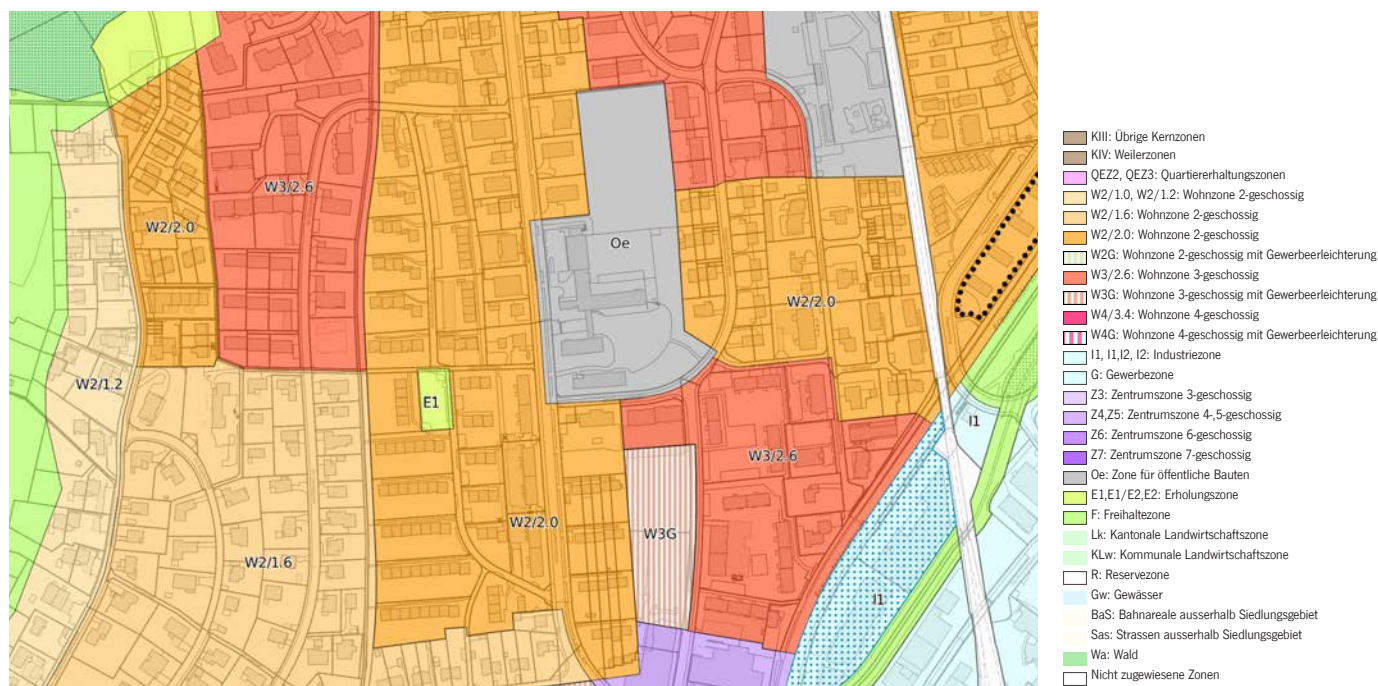 W3/2.6
W2/2.0
Oe
W2/2.0
W2/1.2
E1
I1
W3/2.6
W2/2.0
W3G
W2/1.6
I1
KIII: Übrige Kernzonen
KIV: Weilerzonen
QEZ2, QEZ3: Quartiererhaltungszonen
W2/1.0, W2/1.2: Wohnzone 2-geschossig
W2/1.6: Wohnzone 2-geschossig
W2/2.0: Wohnzone 2-geschossig
W2G: Wohnzone 2-geschossig mit Gewerbeerleichterung
W3/2.6: Wohnzone 3-geschossig
W3G: Wohnzone 3-geschossig mit Gewerbeerleichterung
W4/3.4: Wohnzone 4-geschossig
W4G: Wohnzone 4-geschossig mit Gewerbeerleichterung
I1, I1,I2, I2: Industriezone
G: Gewerbezone
Z3: Zentrumszone 3-geschossig
Z4,Z5: Zentrumszone 4-,5-geschossig
Z6: Zentrumszone 6-geschossig
Z7: Zentrumszone 7-geschossig
Oe: Zone für öffentliche Bauten
E1,E1/E2,E2: Erholungszone
F: Freihaltezone
Lk: Kantonale Landwirtschaftszone
KLw: Kommunale Landwirtschaftszone
R: Reservezone
Gw: Gewässer
BaS: Bahnareale ausserhalb Siedlungsgebiet
Sas: Strassen ausserhalb Siedlungsgebiet
Wa: Wald
Nicht zugewiesene Zonen